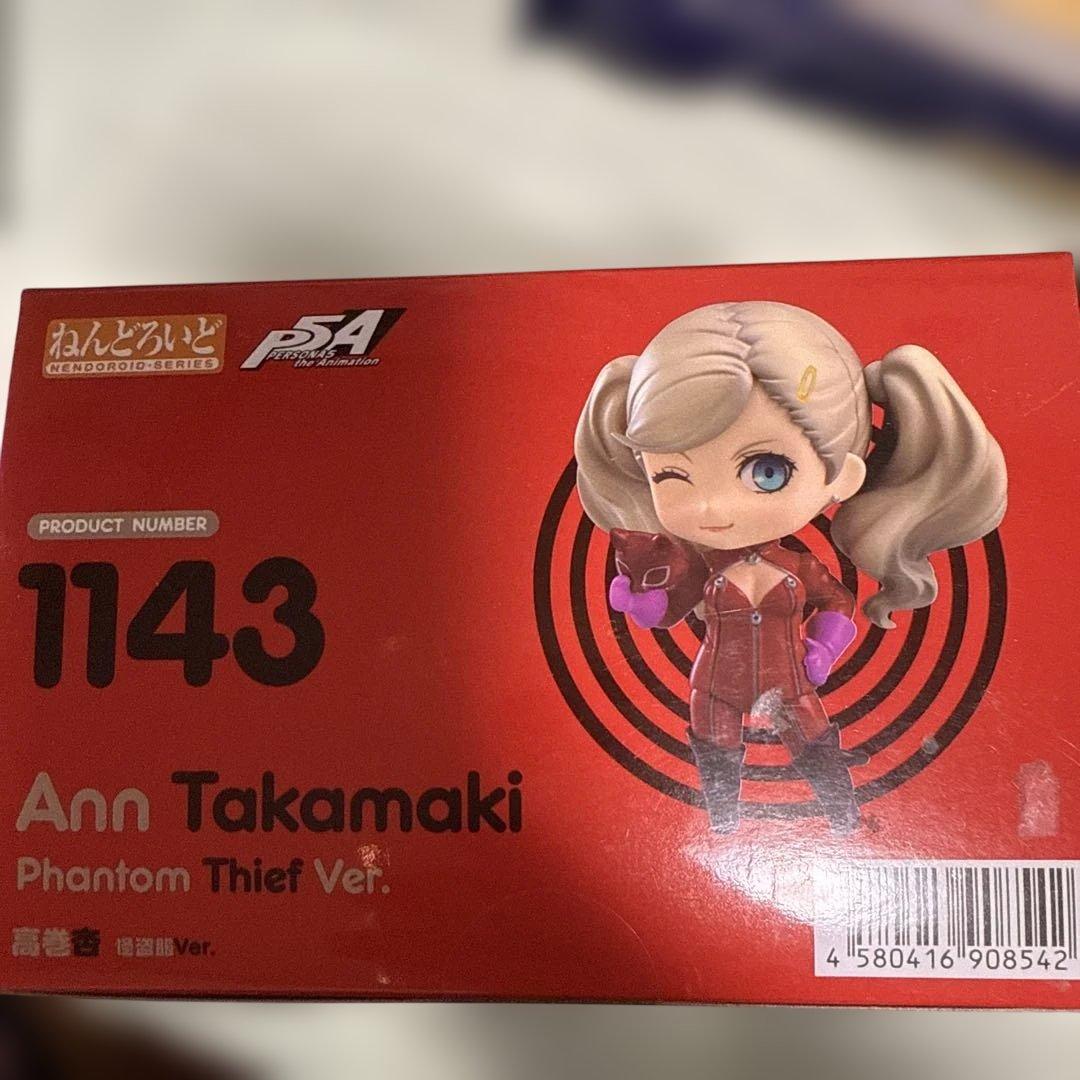 ねんどろいど
NENDOROID・SERIES
P5A
PERSONA5
the Animation
PRODUCT NUMBER
1143
Ann Takamaki
Phantom Thief Ver.
高巻杏 怪盗服Ver.
4 580416 908542